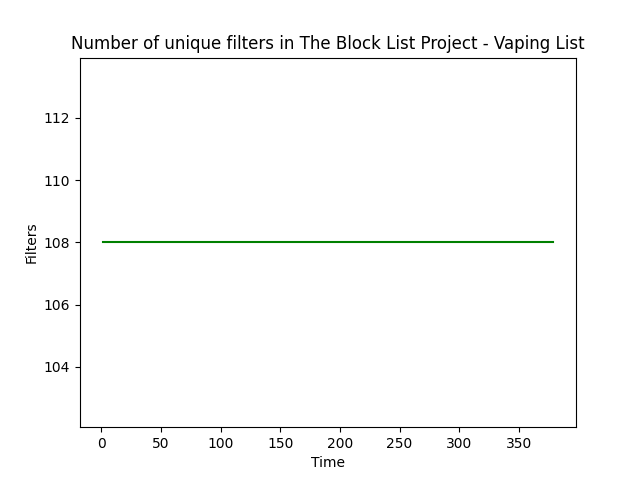 Number of unique filters in The Block List Project - Vaping List
112
110
108
106
104
Filters
0 50 100 150 200 250 300 350
Time